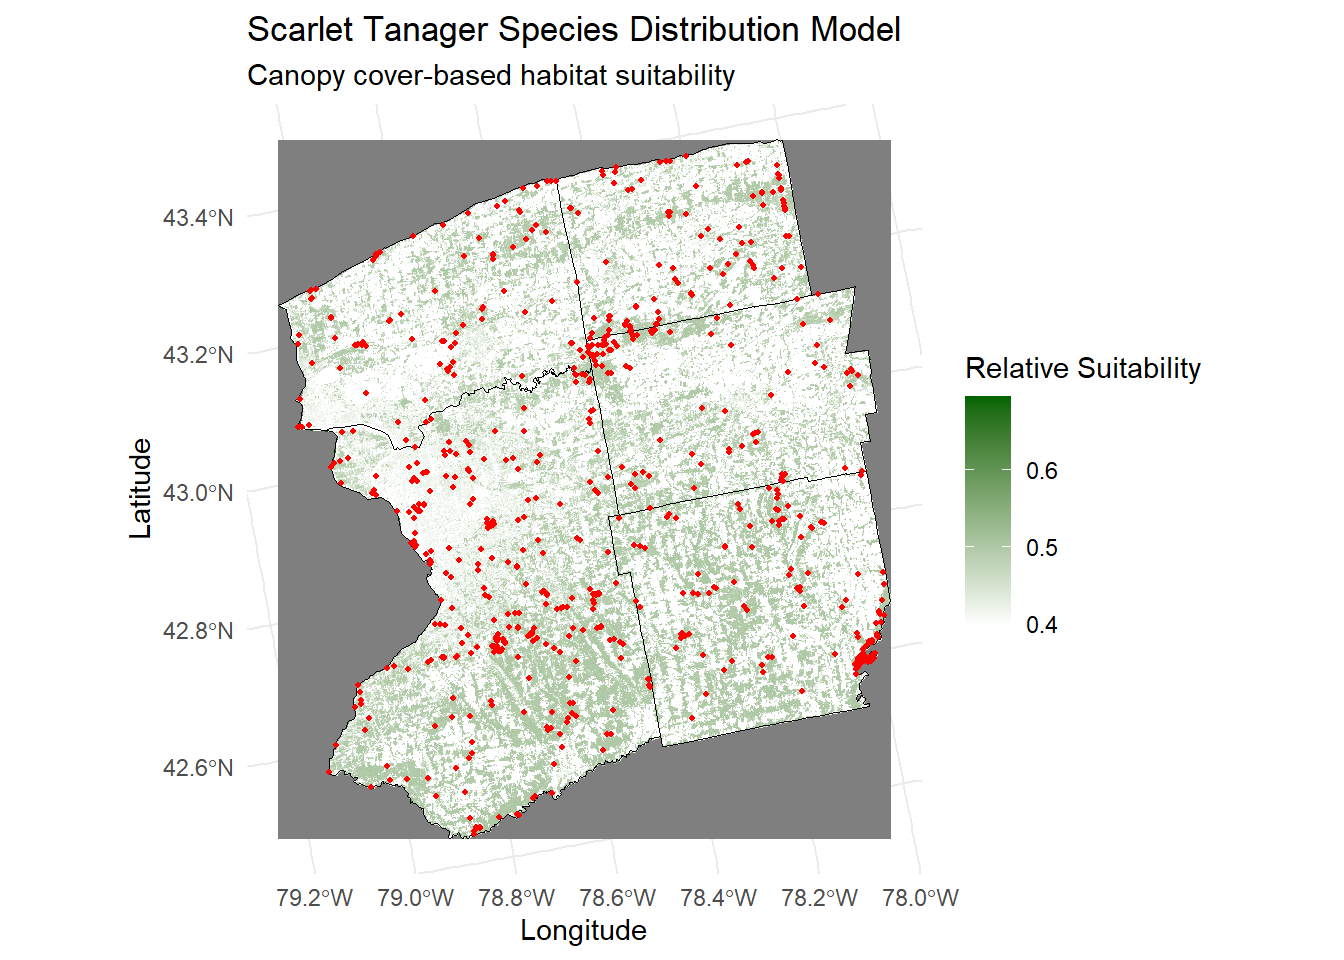 Scarlet Tanager Species Distribution Model
Canopy cover-based habitat suitability
43.4°N
43.2°N
43.0°N
42.8°N
42.6°N
Latitude
79.2°W 79.0°W 78.8°W 78.6°W 78.4°W 78.2°W 78.0°W
Longitude
Relative Suitability
0.6
0.5
0.4